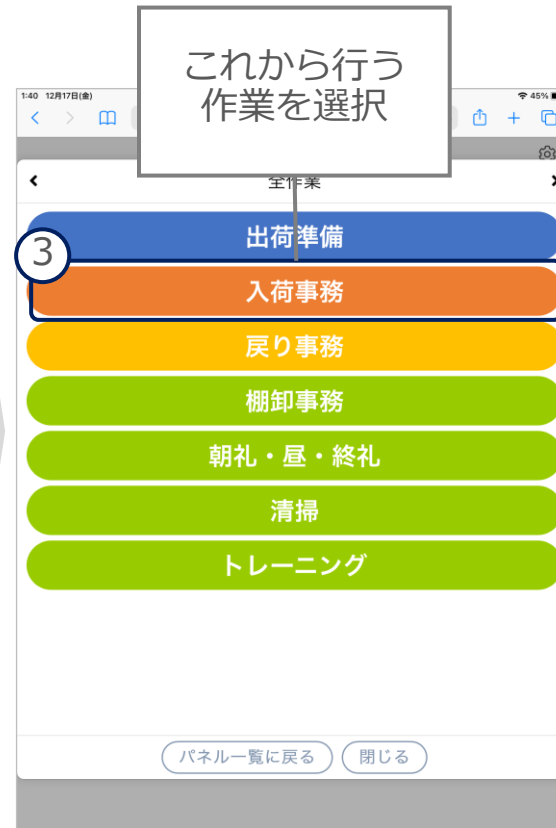 これから行う
作業を選択
1:40 12月17日(金)
45%
全作業
3
出荷準備
入荷事務
戻り事務
棚卸事務
朝礼・昼・終礼
清掃
トレーニング
パネル一覧に戻る
閉じる